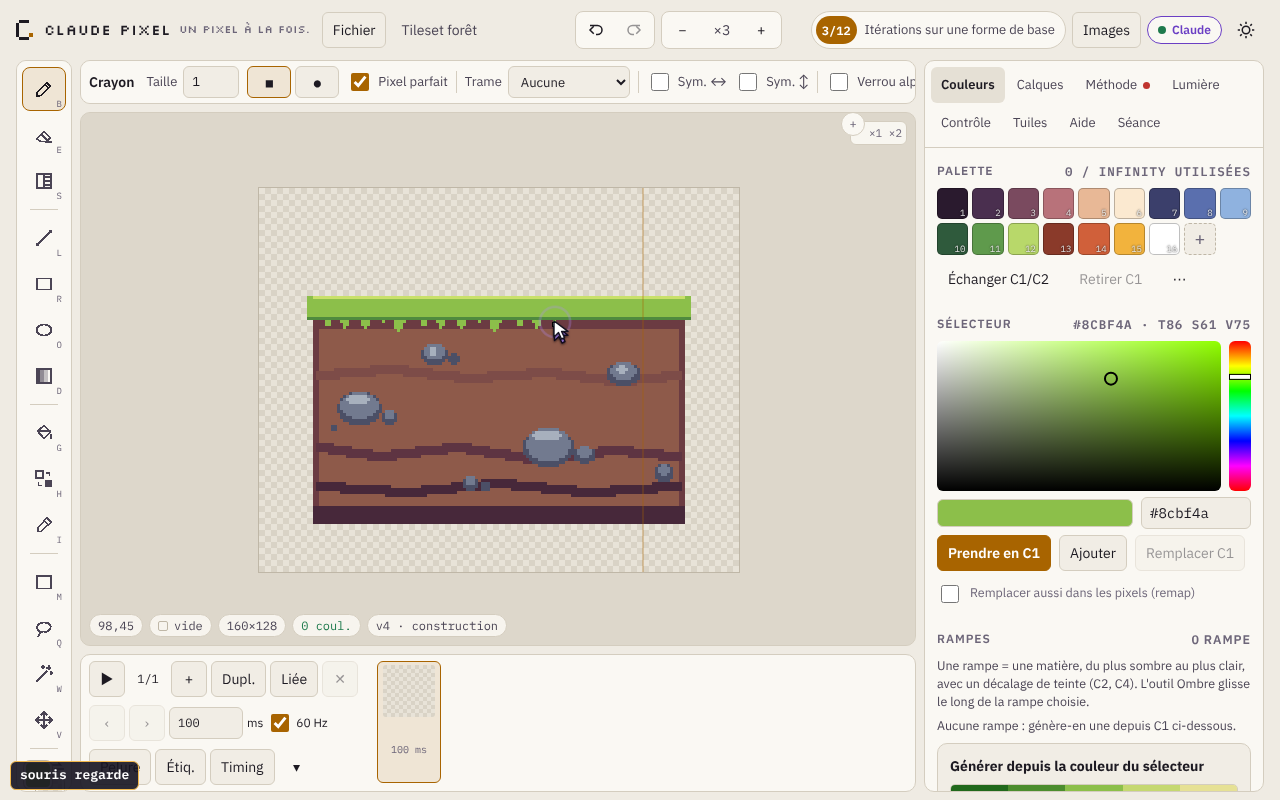 CLAUDE PIXEL UN PIXEL À LA FOIS. Fichier Tileset forêt − ×3 + 3/12 Itérations sur une forme de base Images Claude
Crayon Taille 1 ■ ● Pixel parfait Trame Aucune Sym. ↔ Sym. ↕ Verrou alp
B
E
S
L
R
O
D
G
H
I
M
Q
W
V
+ ×1 ×2
98,45 vide 160×128 0 coul. v4 · construction
▶ 1/1 + Dupl. Liée ✕
‹ › 100 ms 60 Hz
Étiq. Timing ▼
100 ms
souris regarde
Couleurs Calques Méthode Lumière
Contrôle Tuiles Aide Séance
PALETTE 0 / INFINITY UTILISÉES
1 2 3 4 5 6 7 8 9
10 11 12 13 14 15 16 +
Échanger C1/C2 Retirer C1 ⋯
SÉLECTEUR #8CBF4A · T86 S61 V75
#8cbf4a
Prendre en C1 Ajouter Remplacer C1
Remplacer aussi dans les pixels (remap)
RAMPES 0 RAMPE
Une rampe = une matière, du plus sombre au plus clair,
avec un décalage de teinte (C2, C4). L'outil Ombre glisse
le long de la rampe choisie.
Aucune rampe : génère-en une depuis C1 ci-dessous.
Générer depuis la couleur du sélecteur